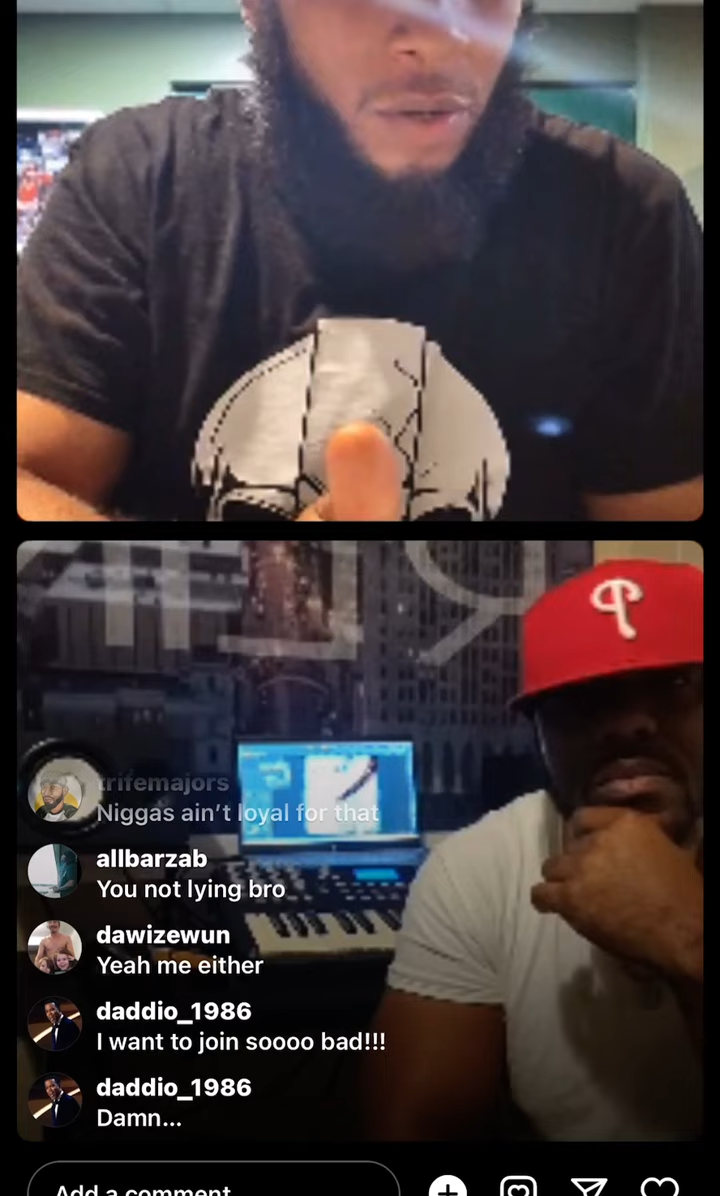 trifemajors
Niggas ain't loyal for that
allbarzab
You not lying bro
dawizewun
Yeah me either
daddio_1986
I want to join soooo bad!!!
daddio_1986
Damn...
Add a comment